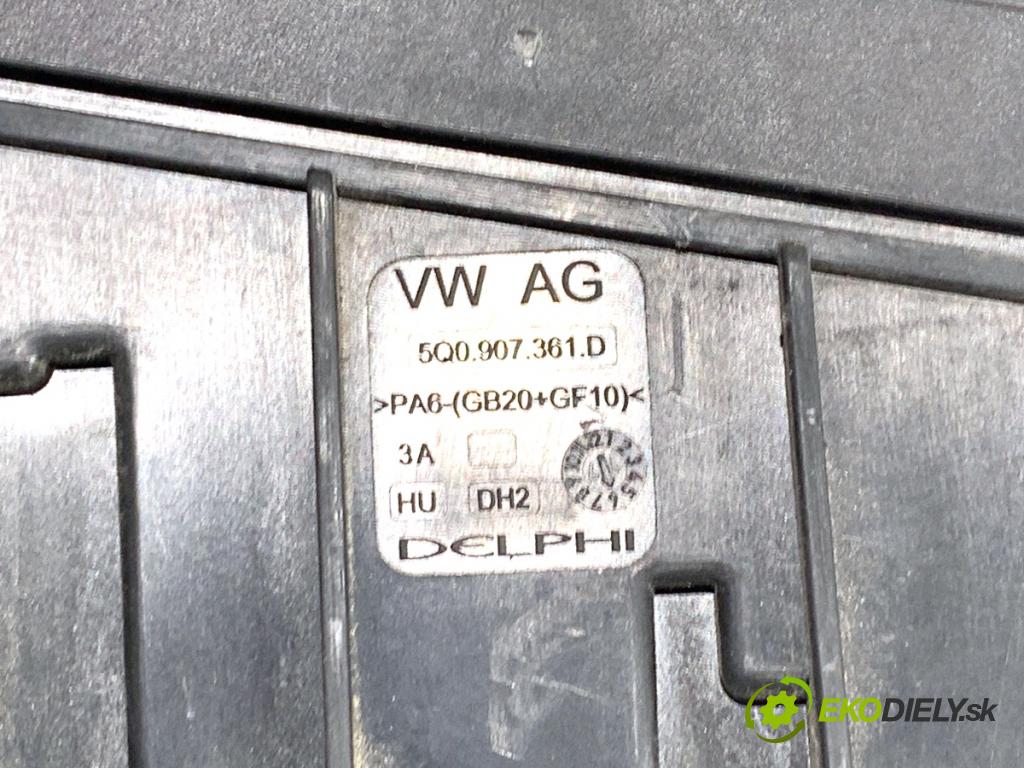 VW AG
5Q0.907.361.D
>PA6-(GB20+GF10)<
3A
HU DH2
DELPHI
EKODIELY.sk